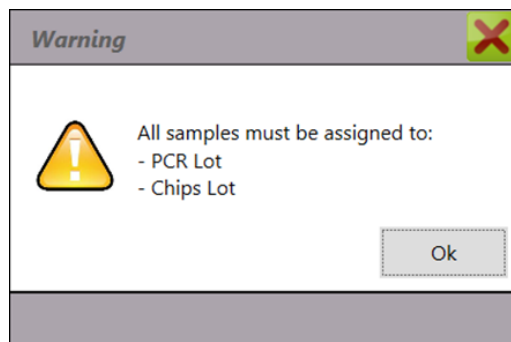 Warning
All samples must be assigned to:
- PCR Lot
- Chips Lot
Ok